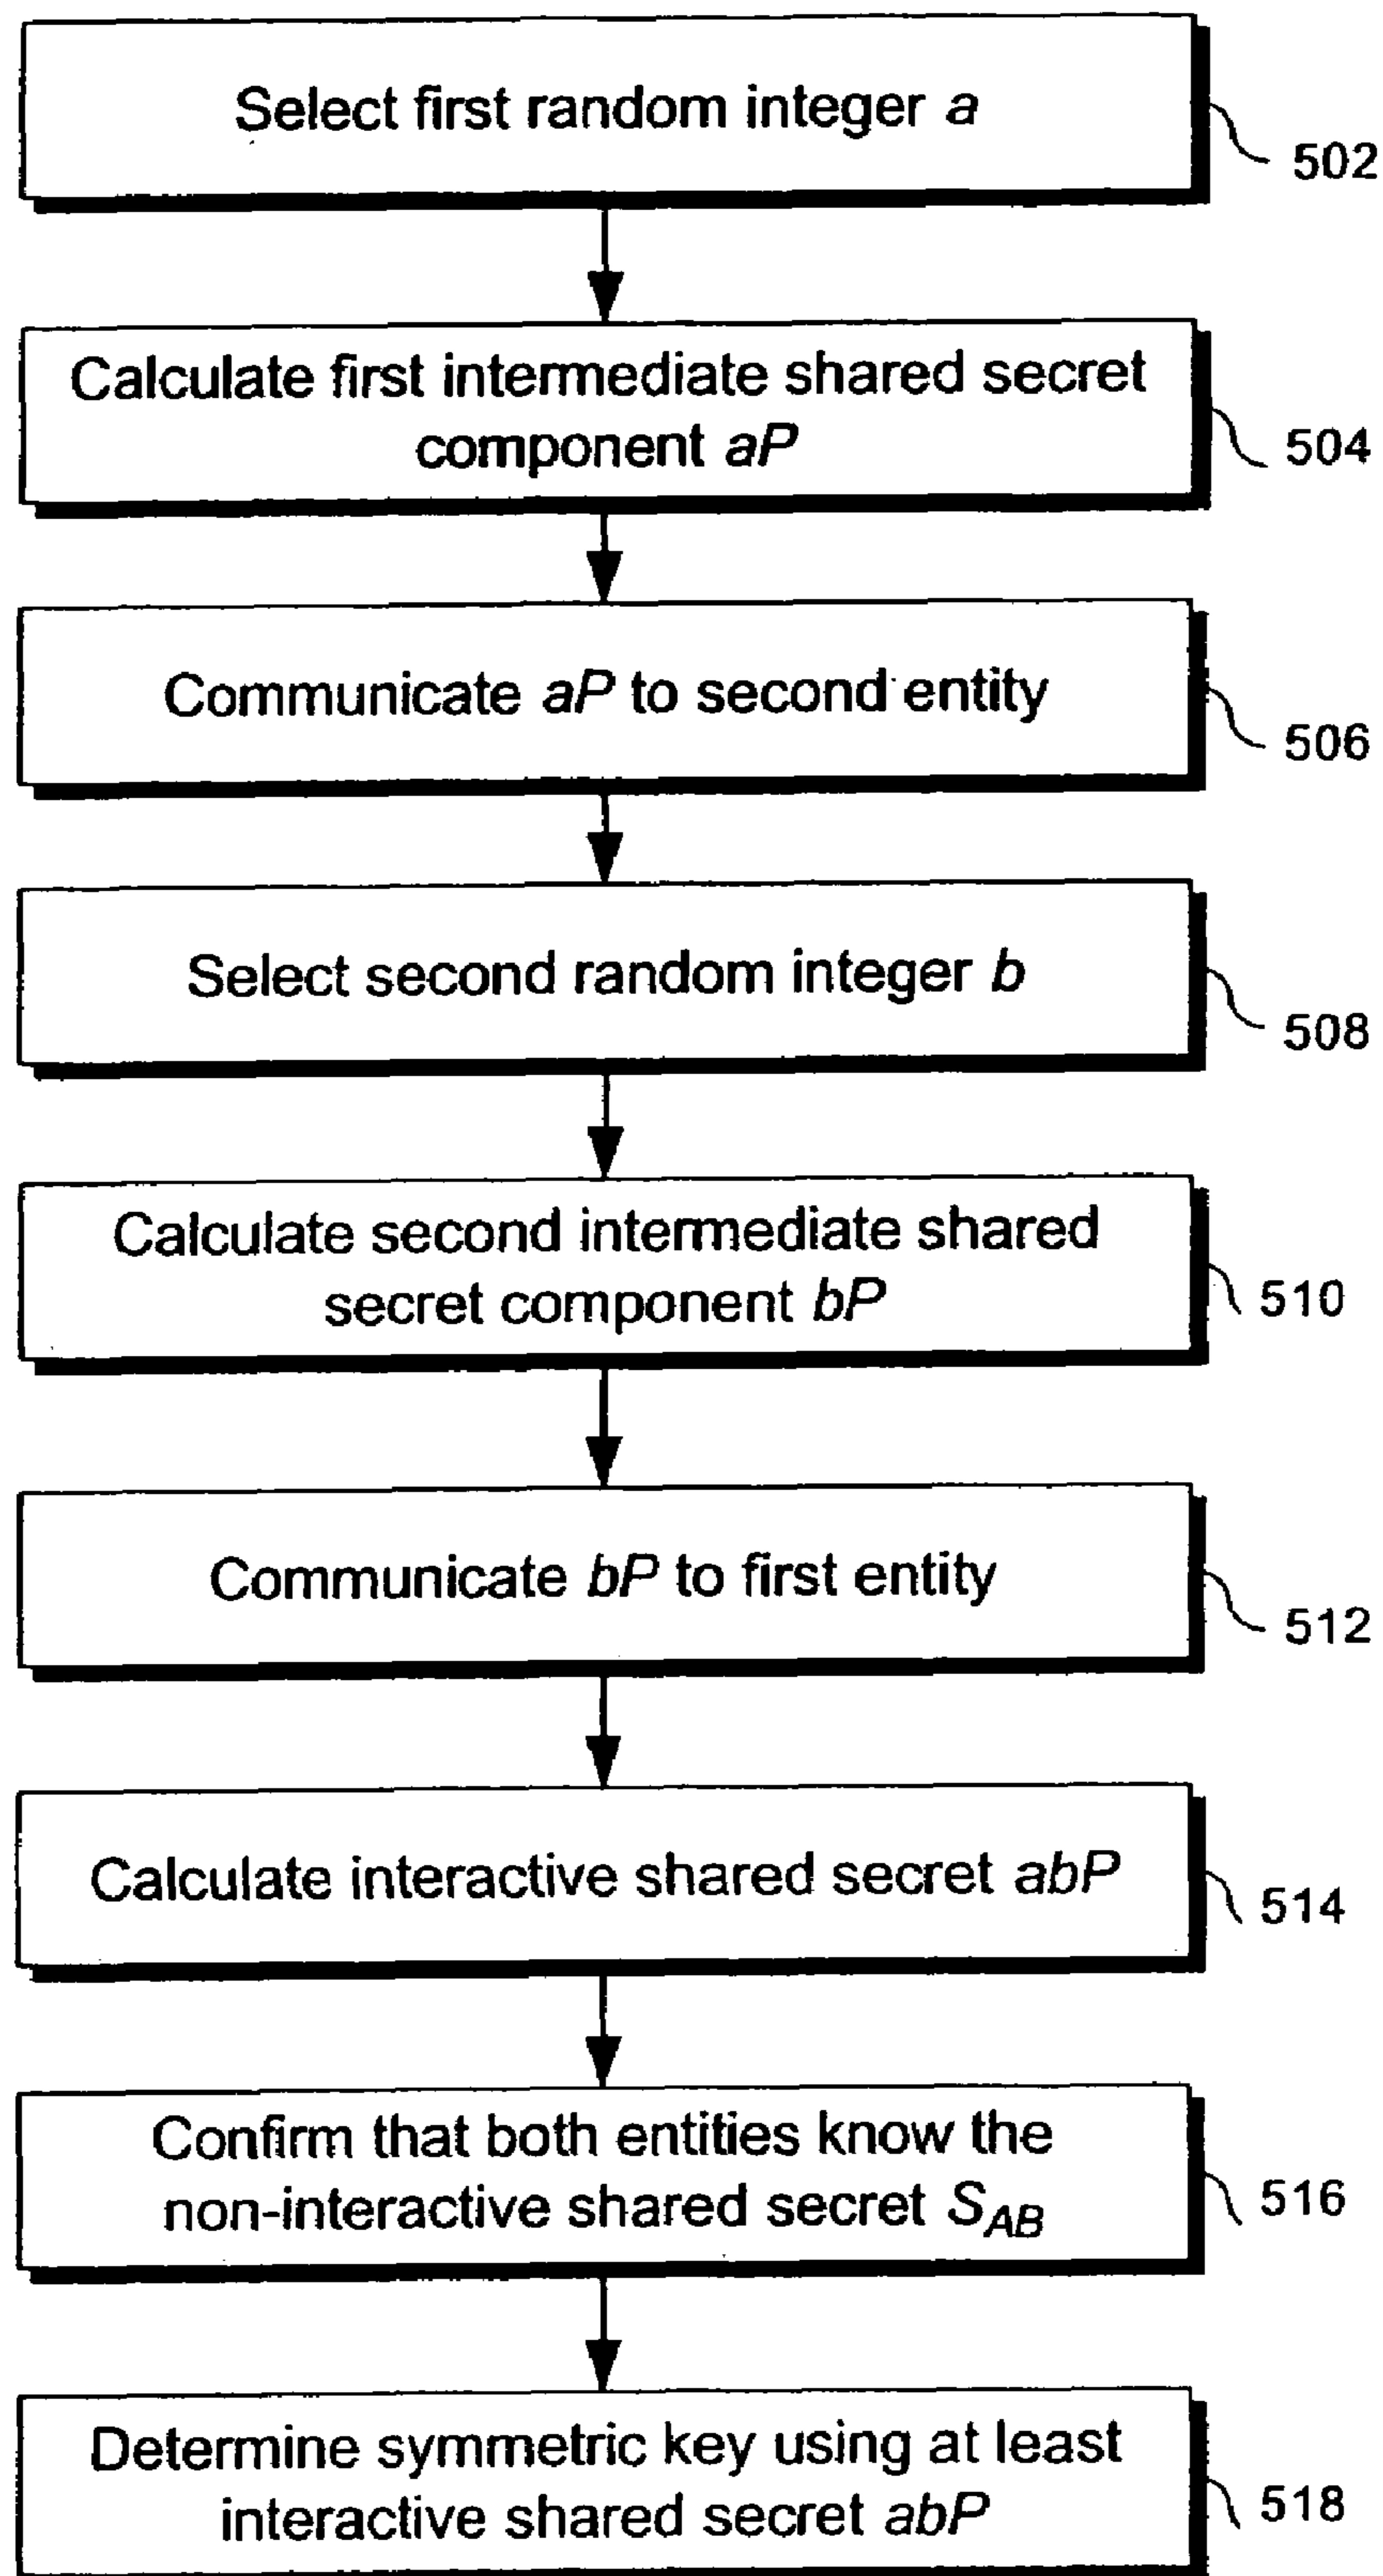 Select first random integer a
502
Calculate first intermediate shared secret
component aP
504
Communicate aP to second entity
506
Select second random integer b
508
Calculate second intermediate shared
secret component bP
510
Communicate bP to first entity
512
Calculate interactive shared secret abP
514
Confirm that both entities know the
non-interactive shared secret S_AB
516
Determine symmetric key using at least
interactive shared secret abP
518